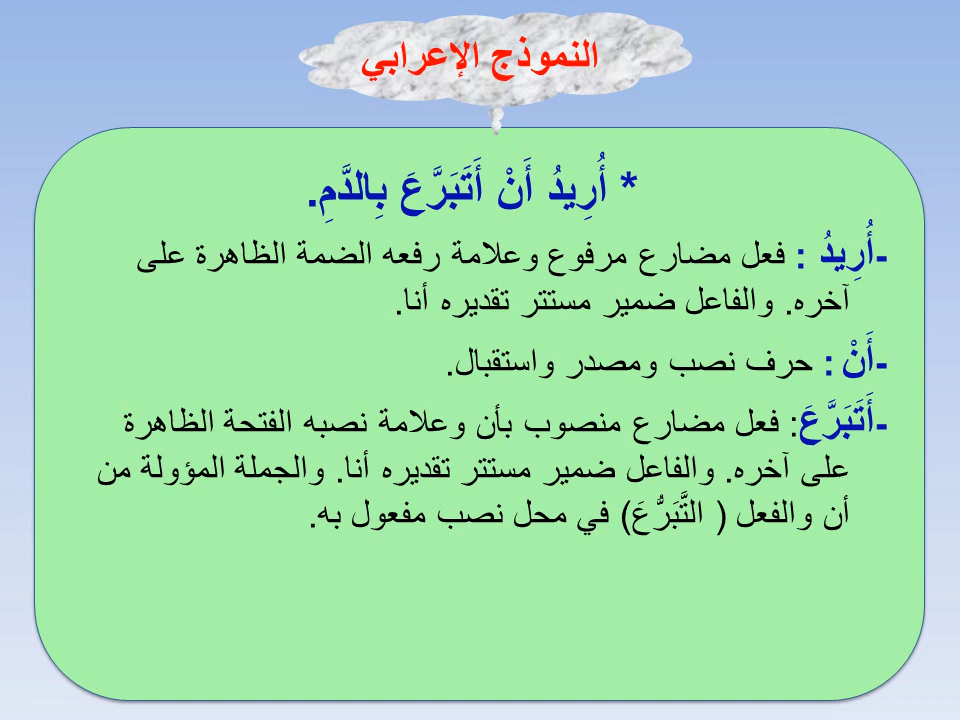 النموذج الإعرابي
* أُرِيدُ أَنْ أَتَبَرَّعَ بِالدَّمِ.
-أُرِيدُ : فعل مضارع مرفوع وعلامة رفعه الضمة الظاهرة على
آخره. والفاعل ضمير مستتر تقديره أنا.
-أَنْ : حرف نصب ومصدر واستقبال.
-أَتَبَرَّعَ: فعل مضارع منصوب بأن وعلامة نصبه الفتحة الظاهرة
على آخره. والفاعل ضمير مستتر تقديره أنا. والجملة المؤولة من
أن والفعل ( التَّبَرُّعَ) في محل نصب مفعول به.